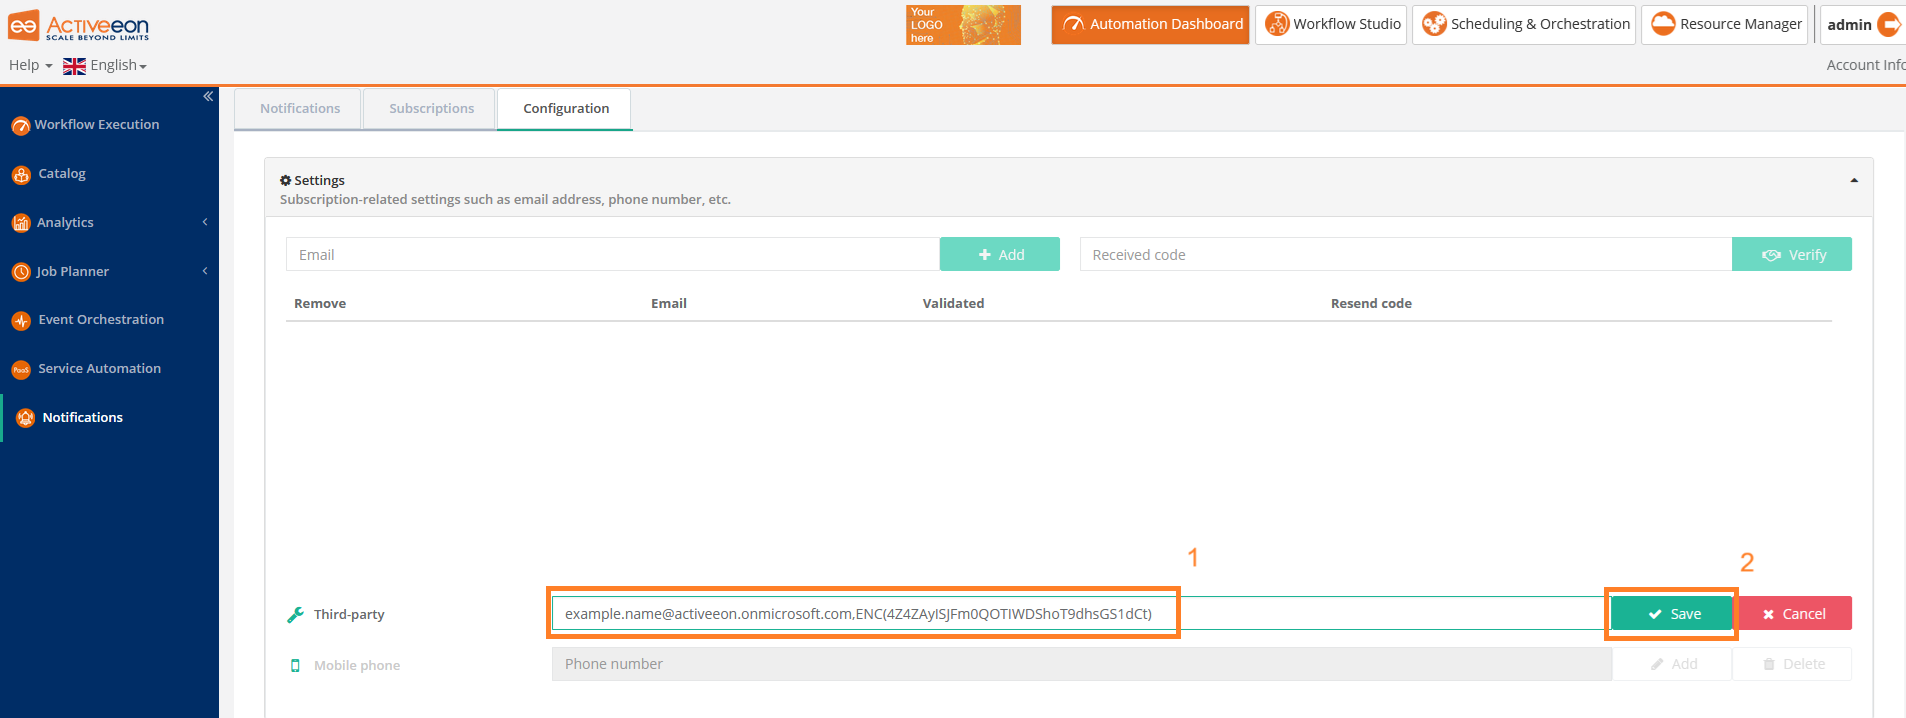 Activeeon
SCALE BEYOND LIMITS
Your
LOGO
here
Automation Dashboard
Workflow Studio
Scheduling & Orchestration
Resource Manager
admin
Help
English
Account Info
Notifications
Subscriptions
Configuration
Workflow Execution
Catalog
Analytics
Job Planner
Event Orchestration
PaaS
Service Automation
Notifications
Settings
Subscription-related settings such as email address, phone number, etc.
Email
Add
Received code
Verify
Remove
Email
Validated
Resend code
1
2
Third-party
example.name@activeeon.onmicrosoft.com,ENC(4Z4ZAyISJFm0QOTIWDShoT9dhsGS1dCt)
Save
Cancel
Mobile phone
Phone number
Add
Delete